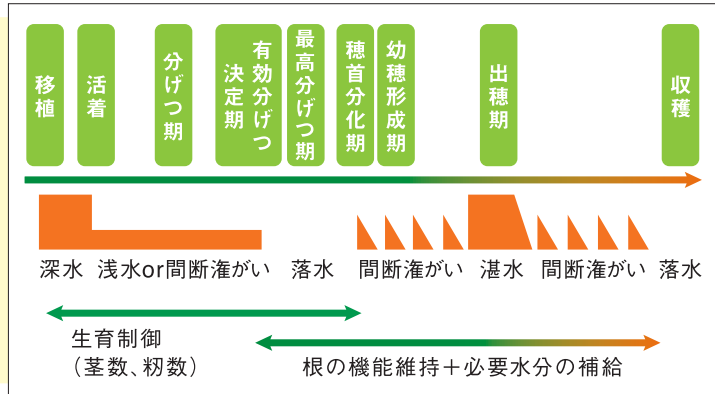 移植
活着
分げつ期
有効分げつ
決定期
最高分げつ期
穂首分化期
幼穂形成期
出穂期
収穫
深水 浅水or間断潅がい 落水 間断潅がい 湛水 間断潅がい 落水
生育制御
（茎数、籾数）
根の機能維持＋必要水分の補給